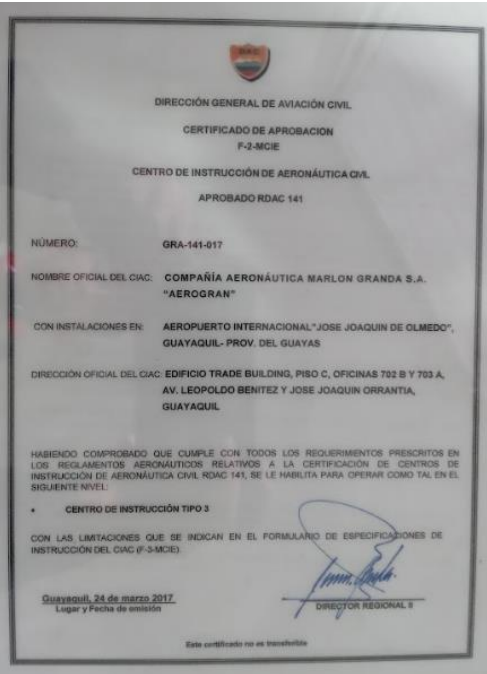 DAC
DIRECCIÓN GENERAL DE AVIACIÓN CIVIL
CERTIFICADO DE APROBACION
F-2-MCIE
CENTRO DE INSTRUCCIÓN DE AERONÁUTICA CIVIL
APROBADO RDAC 141
NÚMERO: GRA-141-017
NOMBRE OFICIAL DEL CIAC: COMPAÑÍA AERONÁUTICA MARLON GRANDA S.A.
"AEROGRAN"
CON INSTALACIONES EN: AEROPUERTO INTERNACIONAL"JOSE JOAQUIN DE OLMEDO",
GUAYAQUIL- PROV. DEL GUAYAS
DIRECCIÓN OFICIAL DEL CIAC: EDIFICIO TRADE BUILDING, PISO C, OFICINAS 702 B Y 703 A,
AV. LEOPOLDO BENITEZ Y JOSE JOAQUIN ORRANTIA,
GUAYAQUIL
HABIENDO COMPROBADO QUE CUMPLE CON TODOS LOS REQUERIMIENTOS PRESCRITOS EN
LOS REGLAMENTOS AERONÁUTICOS RELATIVOS A LA CERTIFICACIÓN DE CENTROS DE
INSTRUCCIÓN DE AERONÁUTICA CIVIL RDAC 141, SE LE HABILITA PARA OPERAR COMO TAL EN EL
SIGUIENTE NIVEL:
• CENTRO DE INSTRUCCIÓN TIPO 3
CON LAS LIMITACIONES QUE SE INDICAN EN EL FORMULARIO DE ESPECIFICACIONES DE
INSTRUCCIÓN DEL CIAC (F-3-MCIE).
Guayaquil, 24 de marzo 2017
Lugar y Fecha de emisión
DIRECTOR REGIONAL II
Este certificado no es transferible